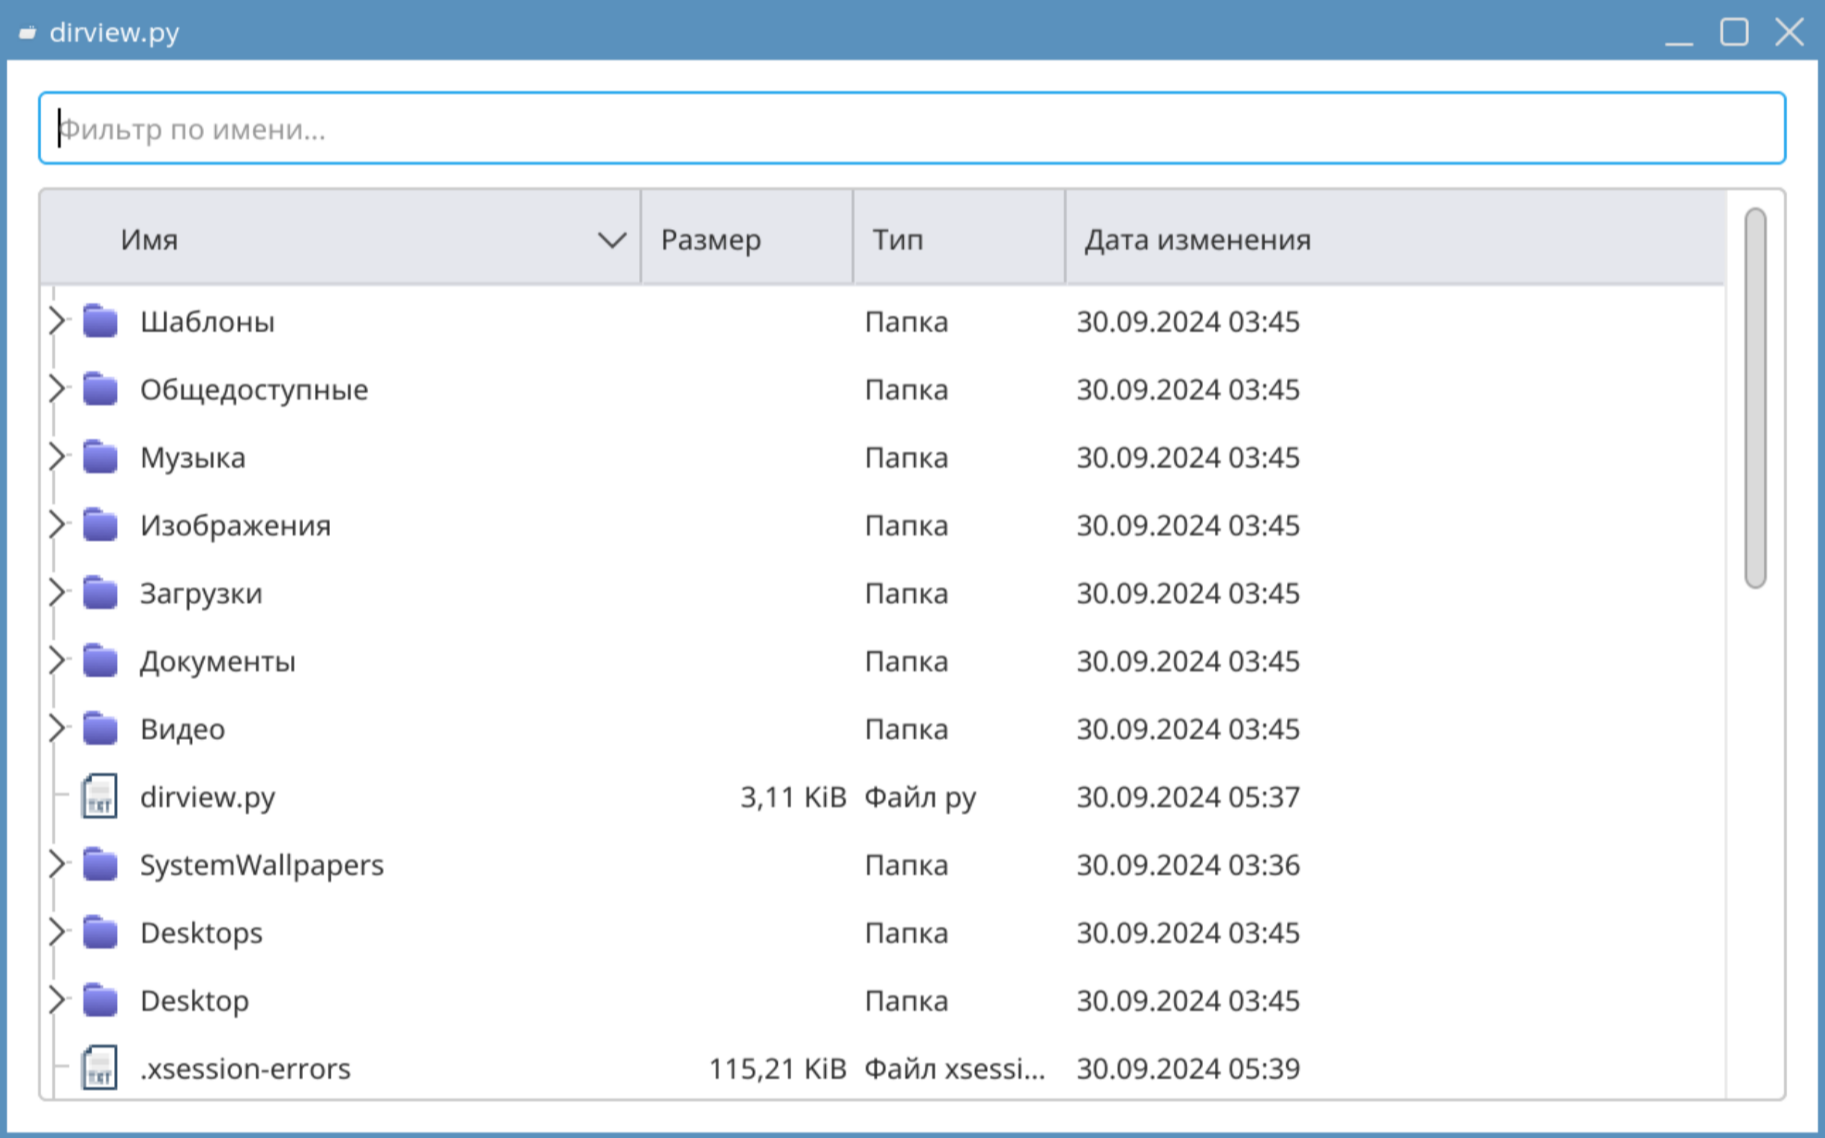 dirview.py
Фильтр по имени...
Имя Размер Тип Дата изменения
Шаблоны Папка 30.09.2024 03:45
Общедоступные Папка 30.09.2024 03:45
Музыка Папка 30.09.2024 03:45
Изображения Папка 30.09.2024 03:45
Загрузки Папка 30.09.2024 03:45
Документы Папка 30.09.2024 03:45
Видео Папка 30.09.2024 03:45
dirview.py 3,11 KiB Файл py 30.09.2024 05:37
SystemWallpapers Папка 30.09.2024 03:36
Desktops Папка 30.09.2024 03:45
Desktop Папка 30.09.2024 03:45
.xsession-errors 115,21 KiB Файл xsessi... 30.09.2024 05:39